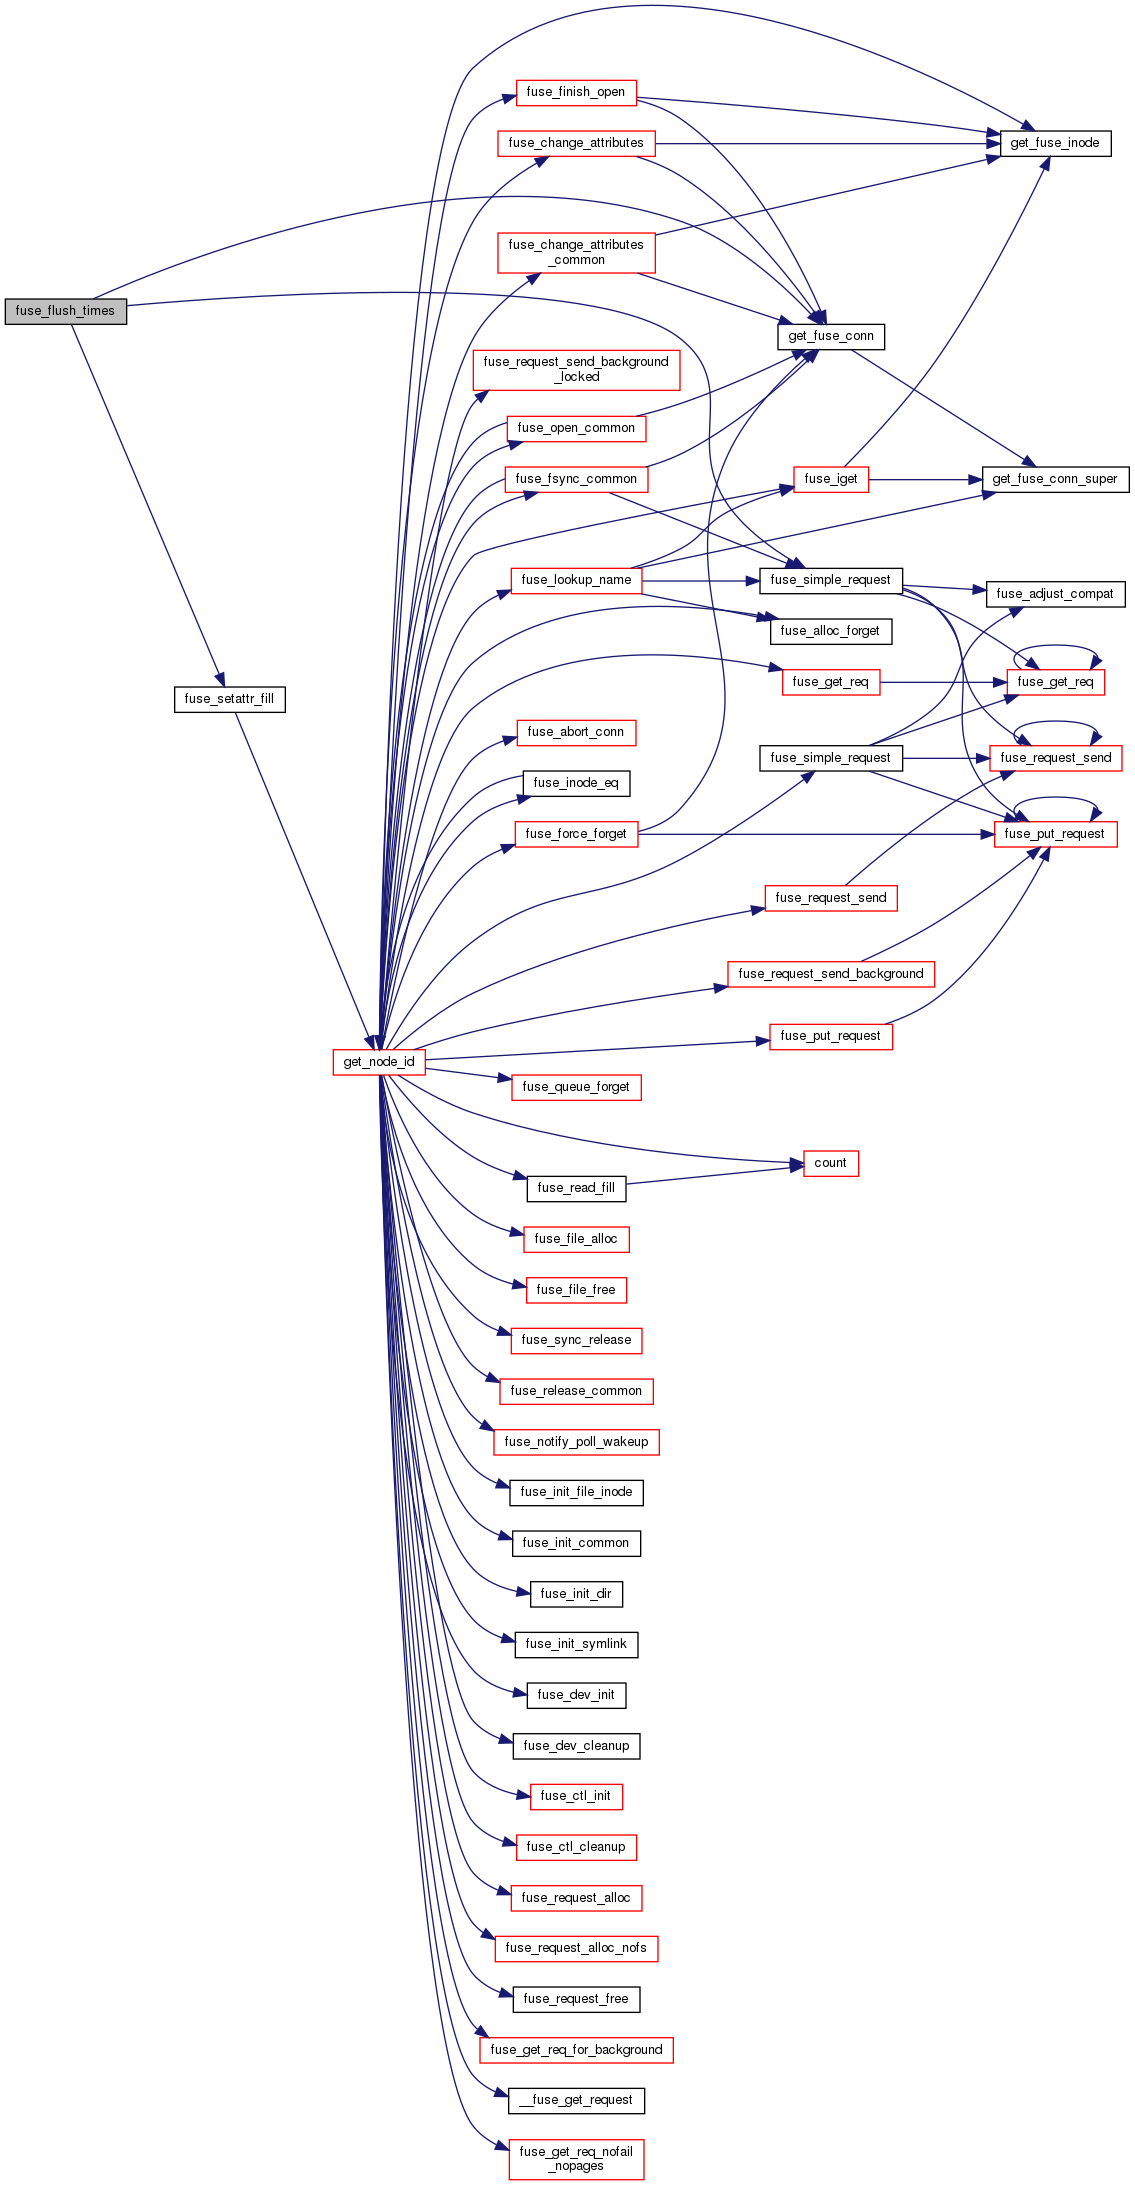 fuse_finish_open
fuse_change_attributes
get_fuse_inode
fuse_change_attributes
_common
fuse_flush_times
get_fuse_conn
fuse_request_send_background
_locked
fuse_open_common
fuse_fsync_common
fuse_iget
get_fuse_conn_super
fuse_lookup_name
fuse_simple_request
fuse_adjust_compat
fuse_alloc_forget
fuse_setattr_fill
fuse_get_req
fuse_get_req
fuse_abort_conn
fuse_simple_request
fuse_request_send
fuse_inode_eq
fuse_force_forget
fuse_put_request
fuse_request_send
fuse_request_send_background
fuse_put_request
get_node_id
fuse_queue_forget
count
fuse_read_fill
fuse_file_alloc
fuse_file_free
fuse_sync_release
fuse_release_common
fuse_notify_poll_wakeup
fuse_init_file_inode
fuse_init_common
fuse_init_dir
fuse_init_symlink
fuse_dev_init
fuse_dev_cleanup
fuse_ctl_init
fuse_ctl_cleanup
fuse_request_alloc
fuse_request_alloc_nofs
fuse_request_free
fuse_get_req_for_background
__fuse_get_request
fuse_get_req_nofail
_nopages